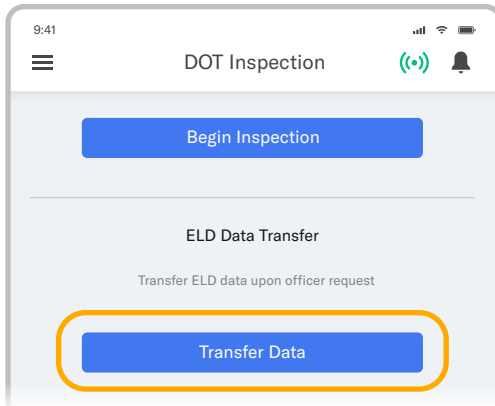 9:41
DOT Inspection
Begin Inspection
ELD Data Transfer
Transfer ELD data upon officer request
Transfer Data